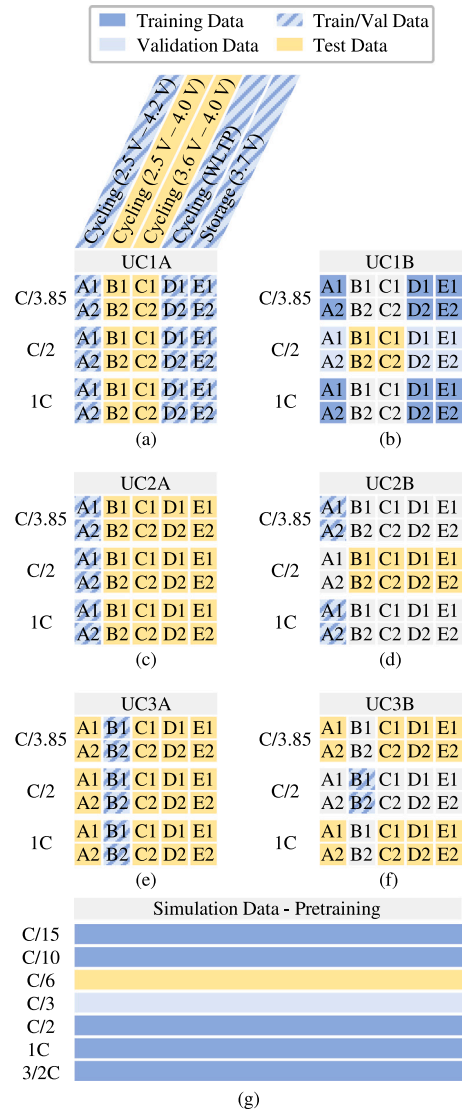 Training Data Train/Val Data
Validation Data Test Data
Cycling (2.5 V – 4.2 V)
Cycling (2.5 V – 4.0 V)
Cycling (3.6 V – 4.0 V)
Cycling (WLTP)
Storage (3.7 V)
UC1A UC1B
C/3.85 A1 B1 C1 D1 E1 C/3.85 A1 B1 C1 D1 E1
A2 B2 C2 D2 E2 A2 B2 C2 D2 E2
C/2 A1 B1 C1 D1 E1 C/2 A1 B1 C1 D1 E1
A2 B2 C2 D2 E2 A2 B2 C2 D2 E2
1C A1 B1 C1 D1 E1 1C A1 B1 C1 D1 E1
A2 B2 C2 D2 E2 A2 B2 C2 D2 E2
(a) (b)
UC2A UC2B
C/3.85 A1 B1 C1 D1 E1 C/3.85 A1 B1 C1 D1 E1
A2 B2 C2 D2 E2 A2 B2 C2 D2 E2
C/2 A1 B1 C1 D1 E1 C/2 A1 B1 C1 D1 E1
A2 B2 C2 D2 E2 A2 B2 C2 D2 E2
1C A1 B1 C1 D1 E1 1C A1 B1 C1 D1 E1
A2 B2 C2 D2 E2 A2 B2 C2 D2 E2
(c) (d)
UC3A UC3B
C/3.85 A1 B1 C1 D1 E1 C/3.85 A1 B1 C1 D1 E1
A2 B2 C2 D2 E2 A2 B2 C2 D2 E2
C/2 A1 B1 C1 D1 E1 C/2 A1 B1 C1 D1 E1
A2 B2 C2 D2 E2 A2 B2 C2 D2 E2
1C A1 B1 C1 D1 E1 1C A1 B1 C1 D1 E1
A2 B2 C2 D2 E2 A2 B2 C2 D2 E2
(e) (f)
Simulation Data - Pretraining
C/15
C/10
C/6
C/3
C/2
1C
3/2C
(g)